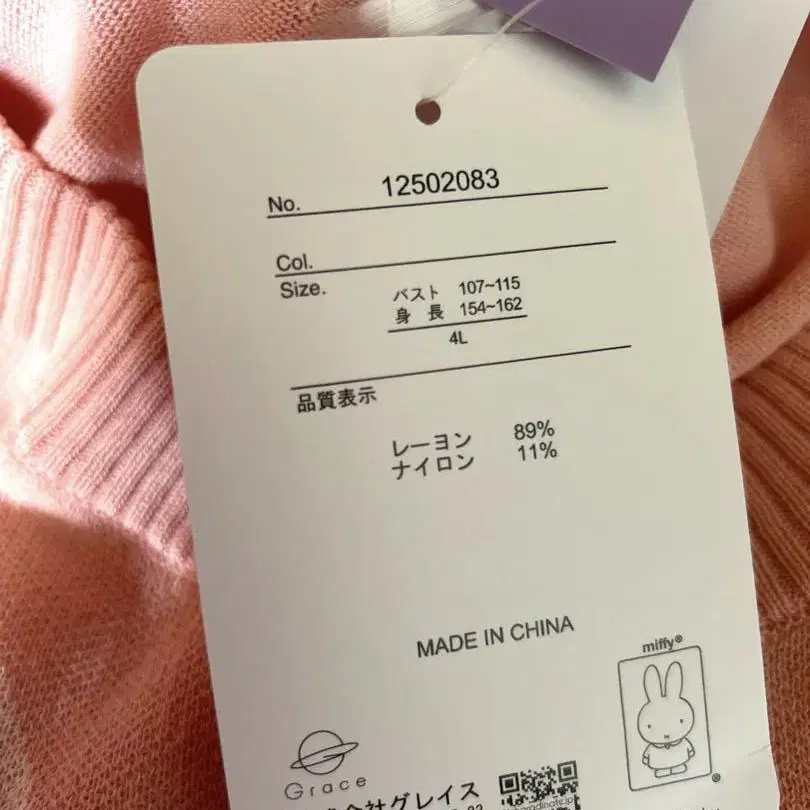 No. 12502083
Col.
Size. バスト 107~115
身長 154~162
4L
品質表示
レーヨン 89%
ナイロン 11%
MADE IN CHINA
miffy®
®
Grace
会社グレイス